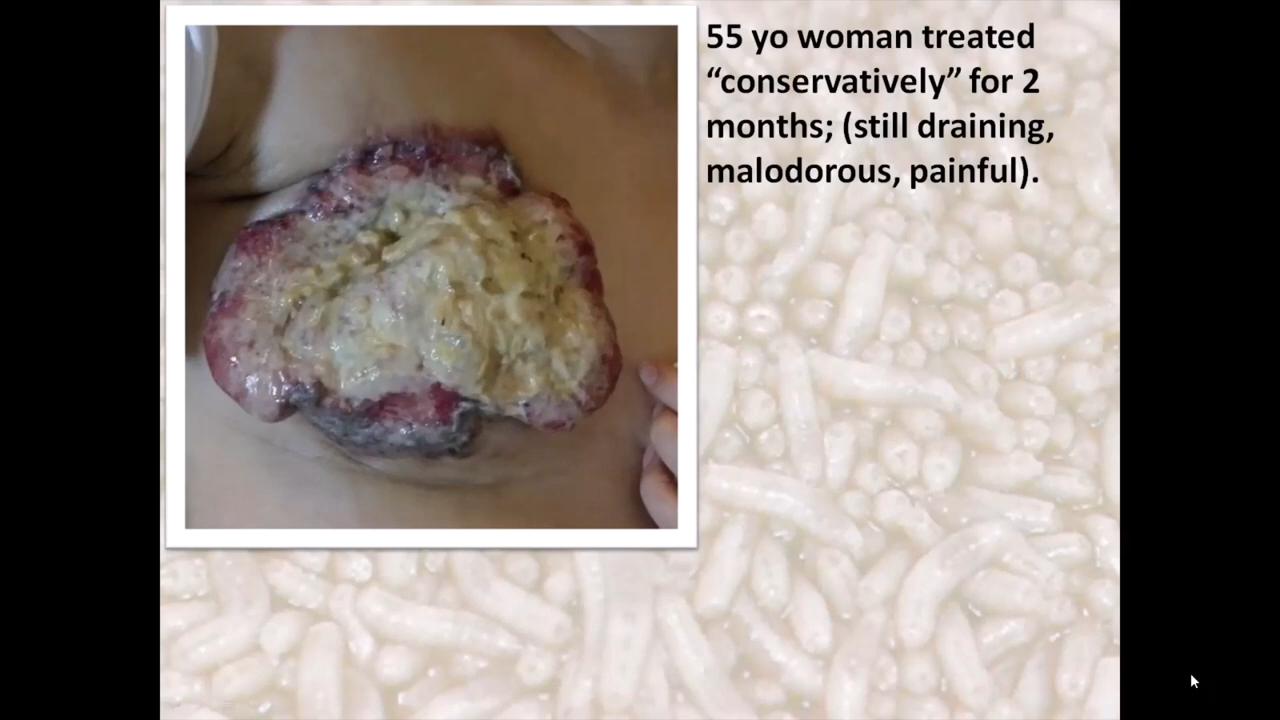 55 yo woman treated
“conservatively” for 2
months; (still draining,
malodorous, painful).